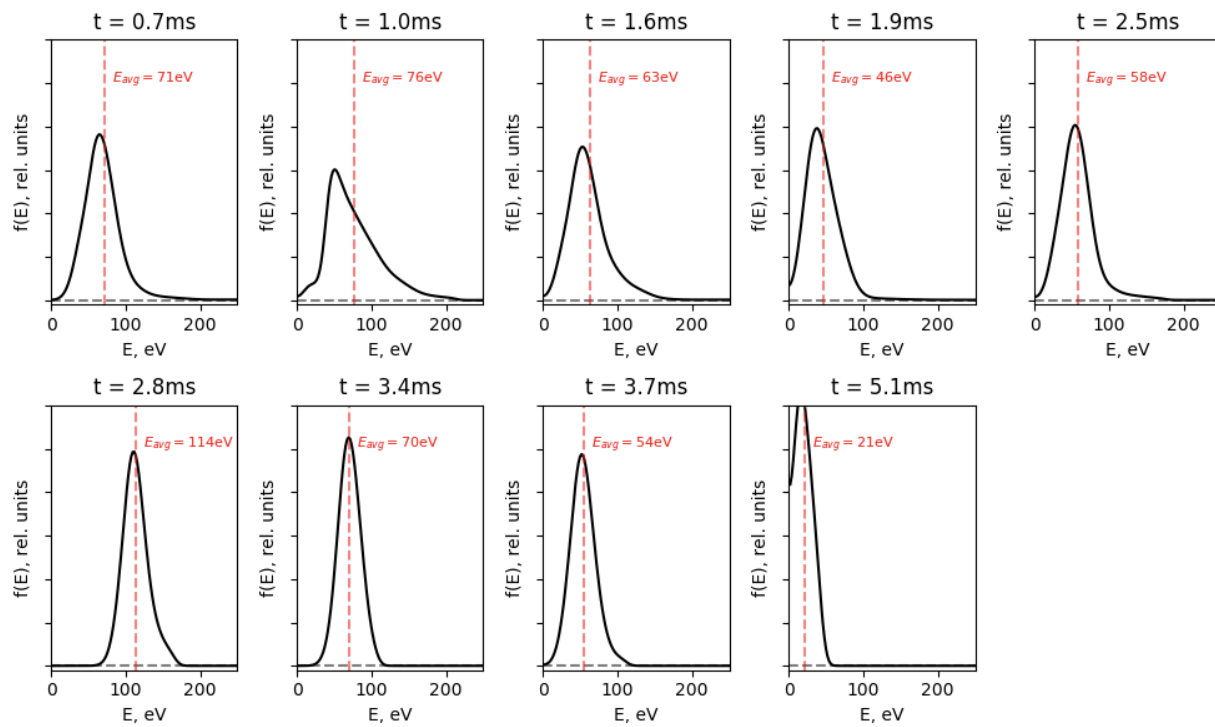 t = 0.7ms
t = 1.0ms
t = 1.6ms
t = 1.9ms
t = 2.5ms
f(E), rel. units
E_avg = 71eV
f(E), rel. units
E_avg = 76eV
f(E), rel. units
E_avg = 63eV
f(E), rel. units
E_avg = 46eV
f(E), rel. units
E_avg = 58eV
0 100 200
0 100 200
0 100 200
0 100 200
0 100 200
E, eV
E, eV
E, eV
E, eV
E, eV
t = 2.8ms
t = 3.4ms
t = 3.7ms
t = 5.1ms
f(E), rel. units
E_avg = 114eV
f(E), rel. units
E_avg = 70eV
f(E), rel. units
E_avg = 54eV
f(E), rel. units
E_avg = 21eV
0 100 200
0 100 200
0 100 200
0 100 200
E, eV
E, eV
E, eV
E, eV